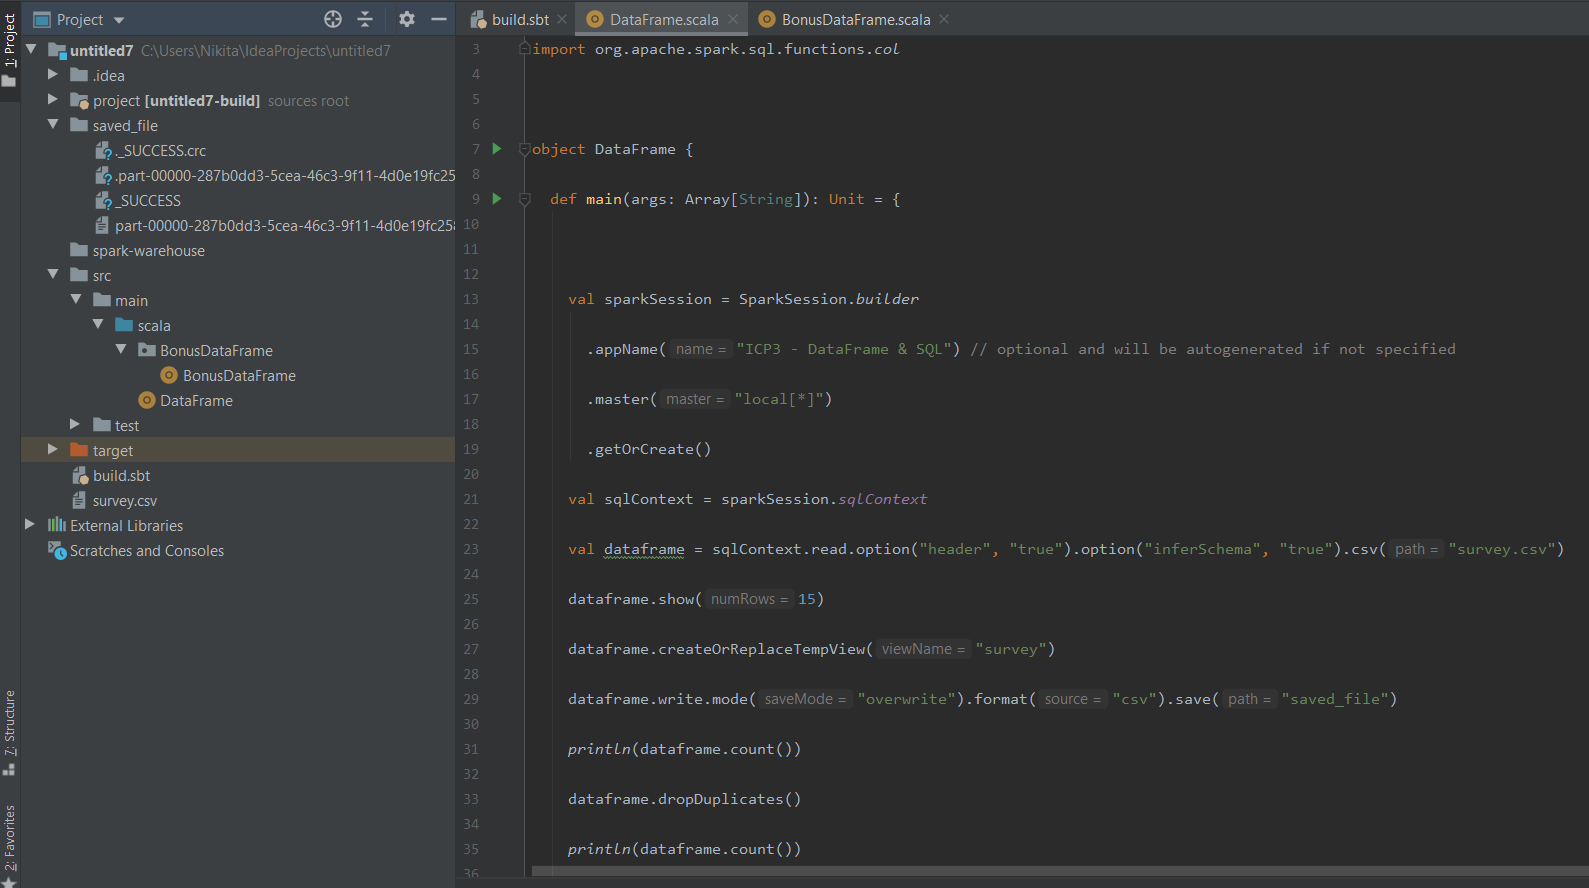 Project
build.sbt
DataFrame.scala
BonusDataFrame.scala
1: Project
7: Structure
2: Favorites
untitled7 C:\Users\Nikita\IdeaProjects\untitled7
.idea
project [untitled7-build] sources root
saved_file
._SUCCESS.crc
.part-00000-287b0dd3-5cea-46c3-9f11-4d0e19fc25
_SUCCESS
part-00000-287b0dd3-5cea-46c3-9f11-4d0e19fc258
spark-warehouse
src
main
scala
BonusDataFrame
BonusDataFrame
DataFrame
test
target
build.sbt
survey.csv
External Libraries
Scratches and Consoles
3 import org.apache.spark.sql.functions.col
4
5
6
7 object DataFrame {
8
9 def main(args: Array[String]): Unit = {
10
11
12
13 val sparkSession = SparkSession.builder
14
15 .appName( name = "ICP3 - DataFrame & SQL") // optional and will be autogenerated if not specified
16
17 .master( master = "local[*]")
18
19 .getOrCreate()
20
21 val sqlContext = sparkSession.sqlContext
22
23 val dataframe = sqlContext.read.option("header", "true").option("inferSchema", "true").csv( path = "survey.csv")
24
25 dataframe.show( numRows = 15)
26
27 dataframe.createOrReplaceTempView( viewName = "survey")
28
29 dataframe.write.mode( saveMode = "overwrite").format( source = "csv").save( path = "saved_file")
30
31 println(dataframe.count())
32
33 dataframe.dropDuplicates()
34
35 println(dataframe.count())
36